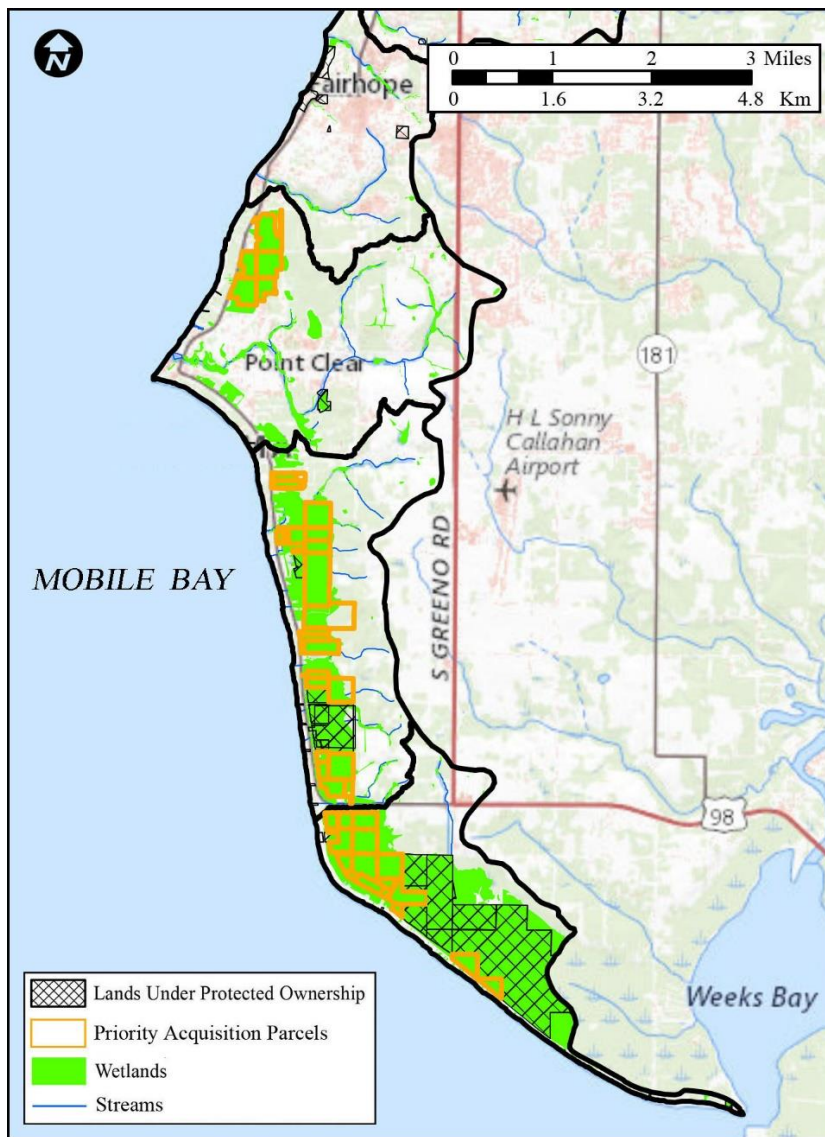 N
0 1 2 3 Miles
0 1.6 3.2 4.8 Km
Fairhope
Point Clear
181
H L Sonny
Callahan
Airport
MOBILE BAY
S GREENO RD
98
Weeks Bay
Lands Under Protected Ownership
Priority Acquisition Parcels
Wetlands
Streams